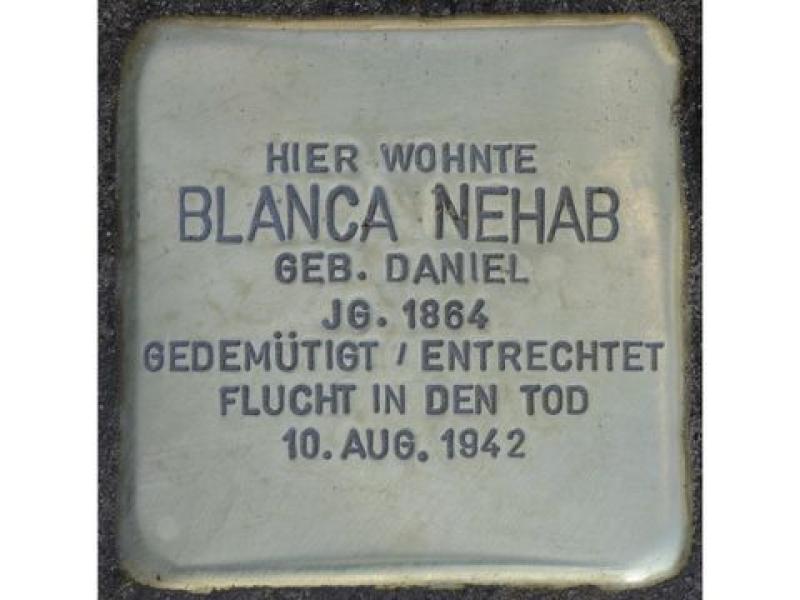 HIER WOHNTE
BLANCA NEHAB
GEB. DANIEL
JG. 1864
GEDEMÜTIGT / ENTRECHTET
FLUCHT IN DEN TOD
10. AUG. 1942